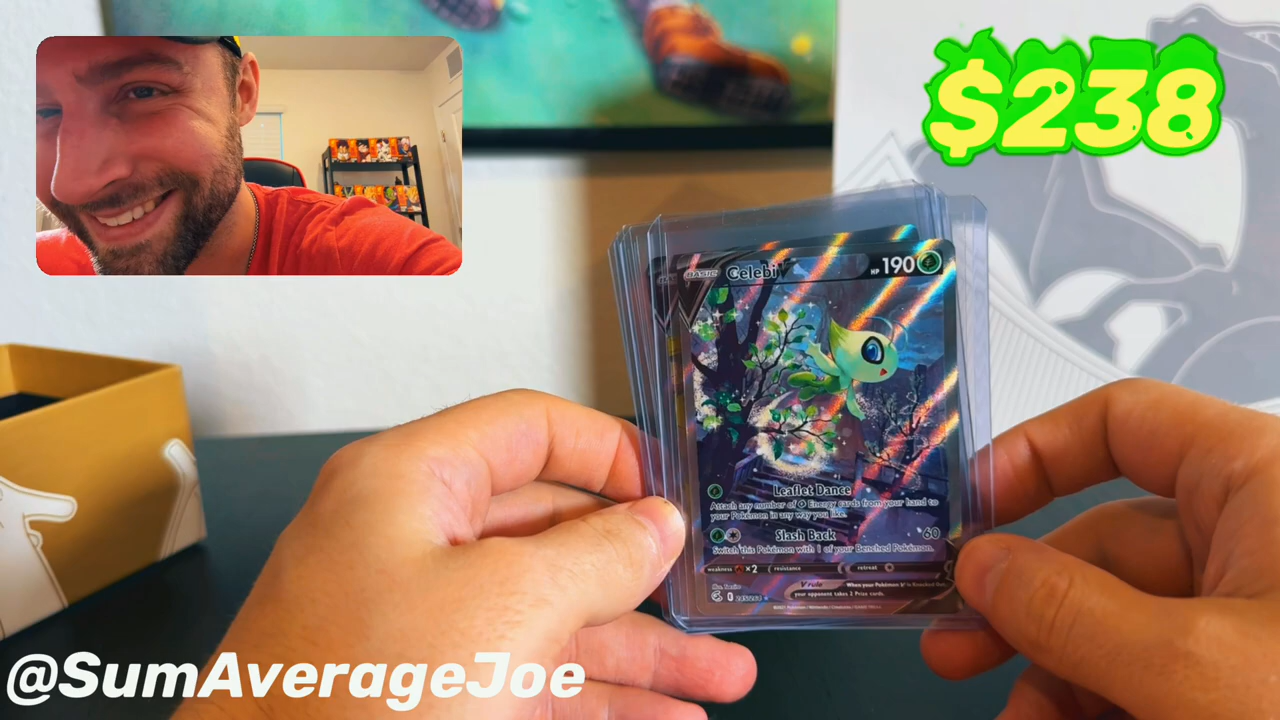 $238
BASIC Celebi V HP 190
Leaflet Dance
Attach any number of Energy cards from your hand to
your Pokémon in any way you like.
Slash Back 60
Switch this Pokémon with 1 of your Benched Pokémon.
weakness ×2 resistance retreat
V rule When your Pokémon V is Knocked Out,
your opponent takes 2 Prize cards.
245/264
@SumAverageJoe